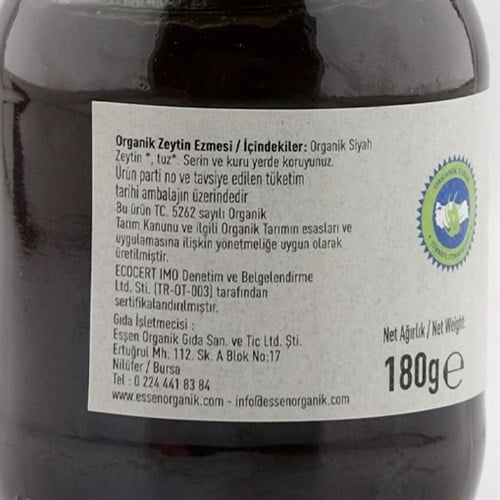 Organik Zeytin Ezmesi / İçindekiler: Organik Siyah
Zeytin *, tuz*. Serin ve kuru yerde koruyunuz.
Ürün parti no ve tavsiye edilen tüketim
tarihi ambalajın üzerindedir.
Bu ürün TC. 5262 sayılı Organik
Tarım Kanunu ve ilgili Organik Tarımın esasları ve
uygulamasına ilişkin yönetmeliğe uygun olarak
üretilmiştir.
ECOCERT IMO Denetim ve Belgelendirme
Ltd. Sti. (TR-OT-003) tarafından
sertifikalandırılmıştır.
Gıda İşletmecisi :
Esşen Organik Gıda San. ve Tic Ltd. Şti.
Ertuğrul Mh. 112. Sk. A Blok No:17
Nilüfer / Bursa
Tel : 0 224 441 83 84
www.essenorganik.com - info@essenorganik.com
ORGANİK TARIM
Net Ağırlık / Net Weight:
180g e